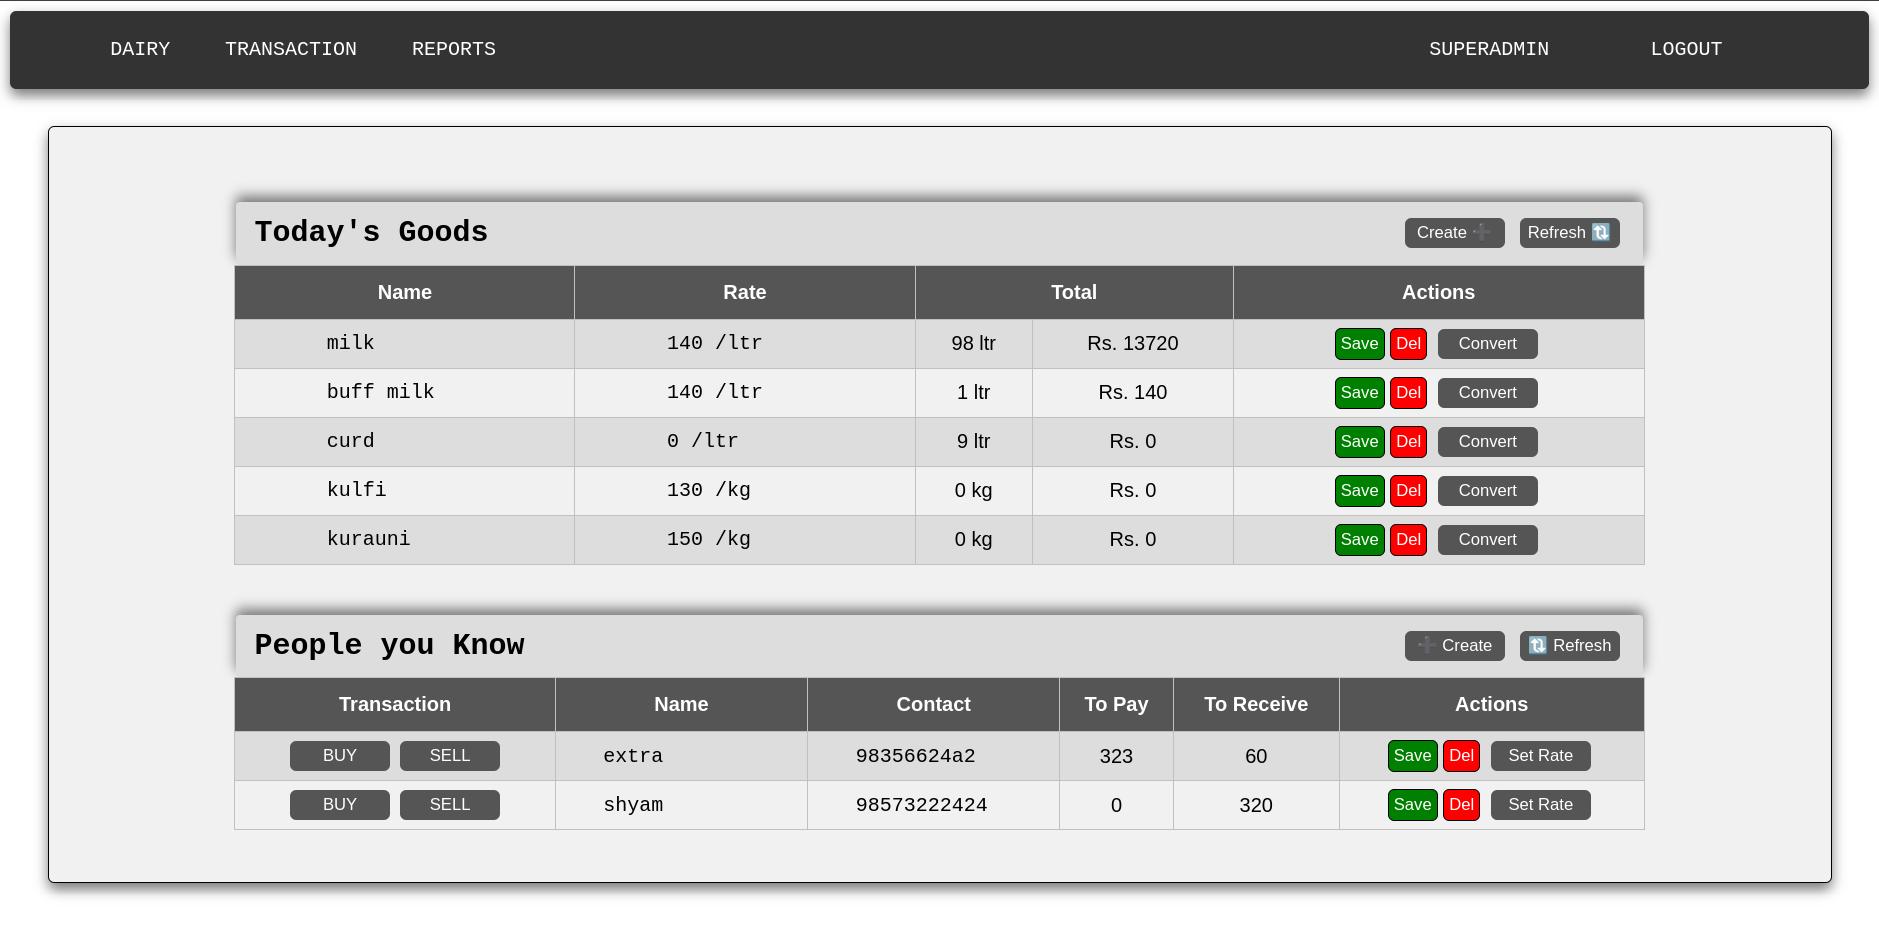 DAIRY TRANSACTION REPORTS SUPERADMIN LOGOUT
Today's Goods Create ➕ Refresh 🔃
Name Rate Total Actions
milk 140 /ltr 98 ltr Rs. 13720 Save Del Convert
buff milk 140 /ltr 1 ltr Rs. 140 Save Del Convert
curd 0 /ltr 9 ltr Rs. 0 Save Del Convert
kulfi 130 /kg 0 kg Rs. 0 Save Del Convert
kurauni 150 /kg 0 kg Rs. 0 Save Del Convert
People you Know ➕ Create 🔃 Refresh
Transaction Name Contact To Pay To Receive Actions
BUY SELL extra 98356624a2 323 60 Save Del Set Rate
BUY SELL shyam 98573222424 0 320 Save Del Set Rate